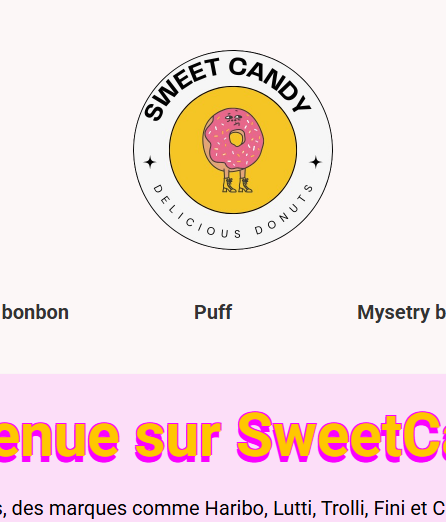 SWEET CANDY
DELICIOUS DONUTS
bonbon Puff Mysetry b
enue sur SweetCa
s, des marques comme Haribo, Lutti, Trolli, Fini et C